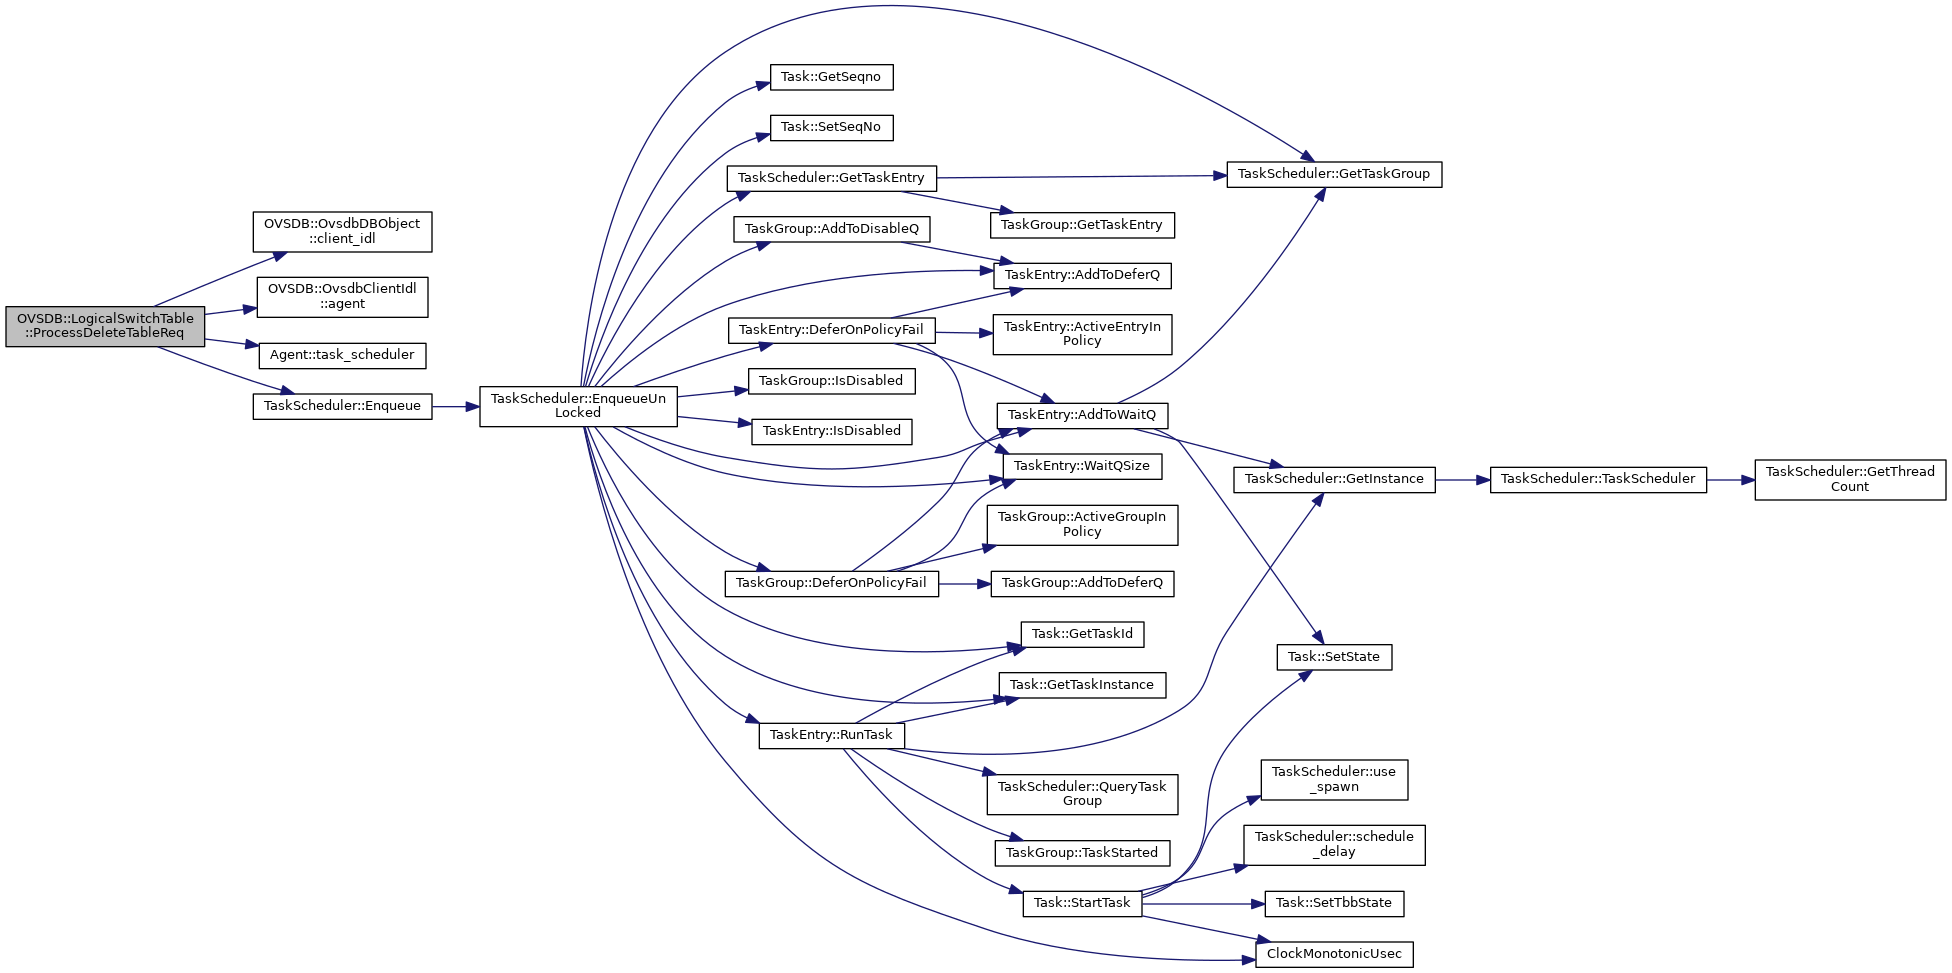 OVSDB::LogicalSwitchTable
::ProcessDeleteTableReq
OVSDB::OvsdbDBObject
::client_idl
OVSDB::OvsdbClientIdl
::agent
Agent::task_scheduler
TaskScheduler::Enqueue
TaskScheduler::EnqueueUn
Locked
Task::GetSeqno
Task::SetSeqNo
TaskScheduler::GetTaskEntry
TaskGroup::AddToDisableQ
TaskEntry::DeferOnPolicyFail
TaskGroup::IsDisabled
TaskEntry::IsDisabled
TaskGroup::DeferOnPolicyFail
TaskEntry::RunTask
TaskGroup::GetTaskEntry
TaskEntry::AddToDeferQ
TaskEntry::ActiveEntryIn
Policy
TaskEntry::AddToWaitQ
TaskEntry::WaitQSize
TaskGroup::ActiveGroupIn
Policy
TaskGroup::AddToDeferQ
Task::GetTaskId
Task::GetTaskInstance
TaskScheduler::QueryTask
Group
TaskGroup::TaskStarted
Task::StartTask
TaskScheduler::GetTaskGroup
TaskScheduler::GetInstance
Task::SetState
TaskScheduler::use
_spawn
TaskScheduler::schedule
_delay
Task::SetTbbState
ClockMonotonicUsec
TaskScheduler::TaskScheduler
TaskScheduler::GetThread
Count